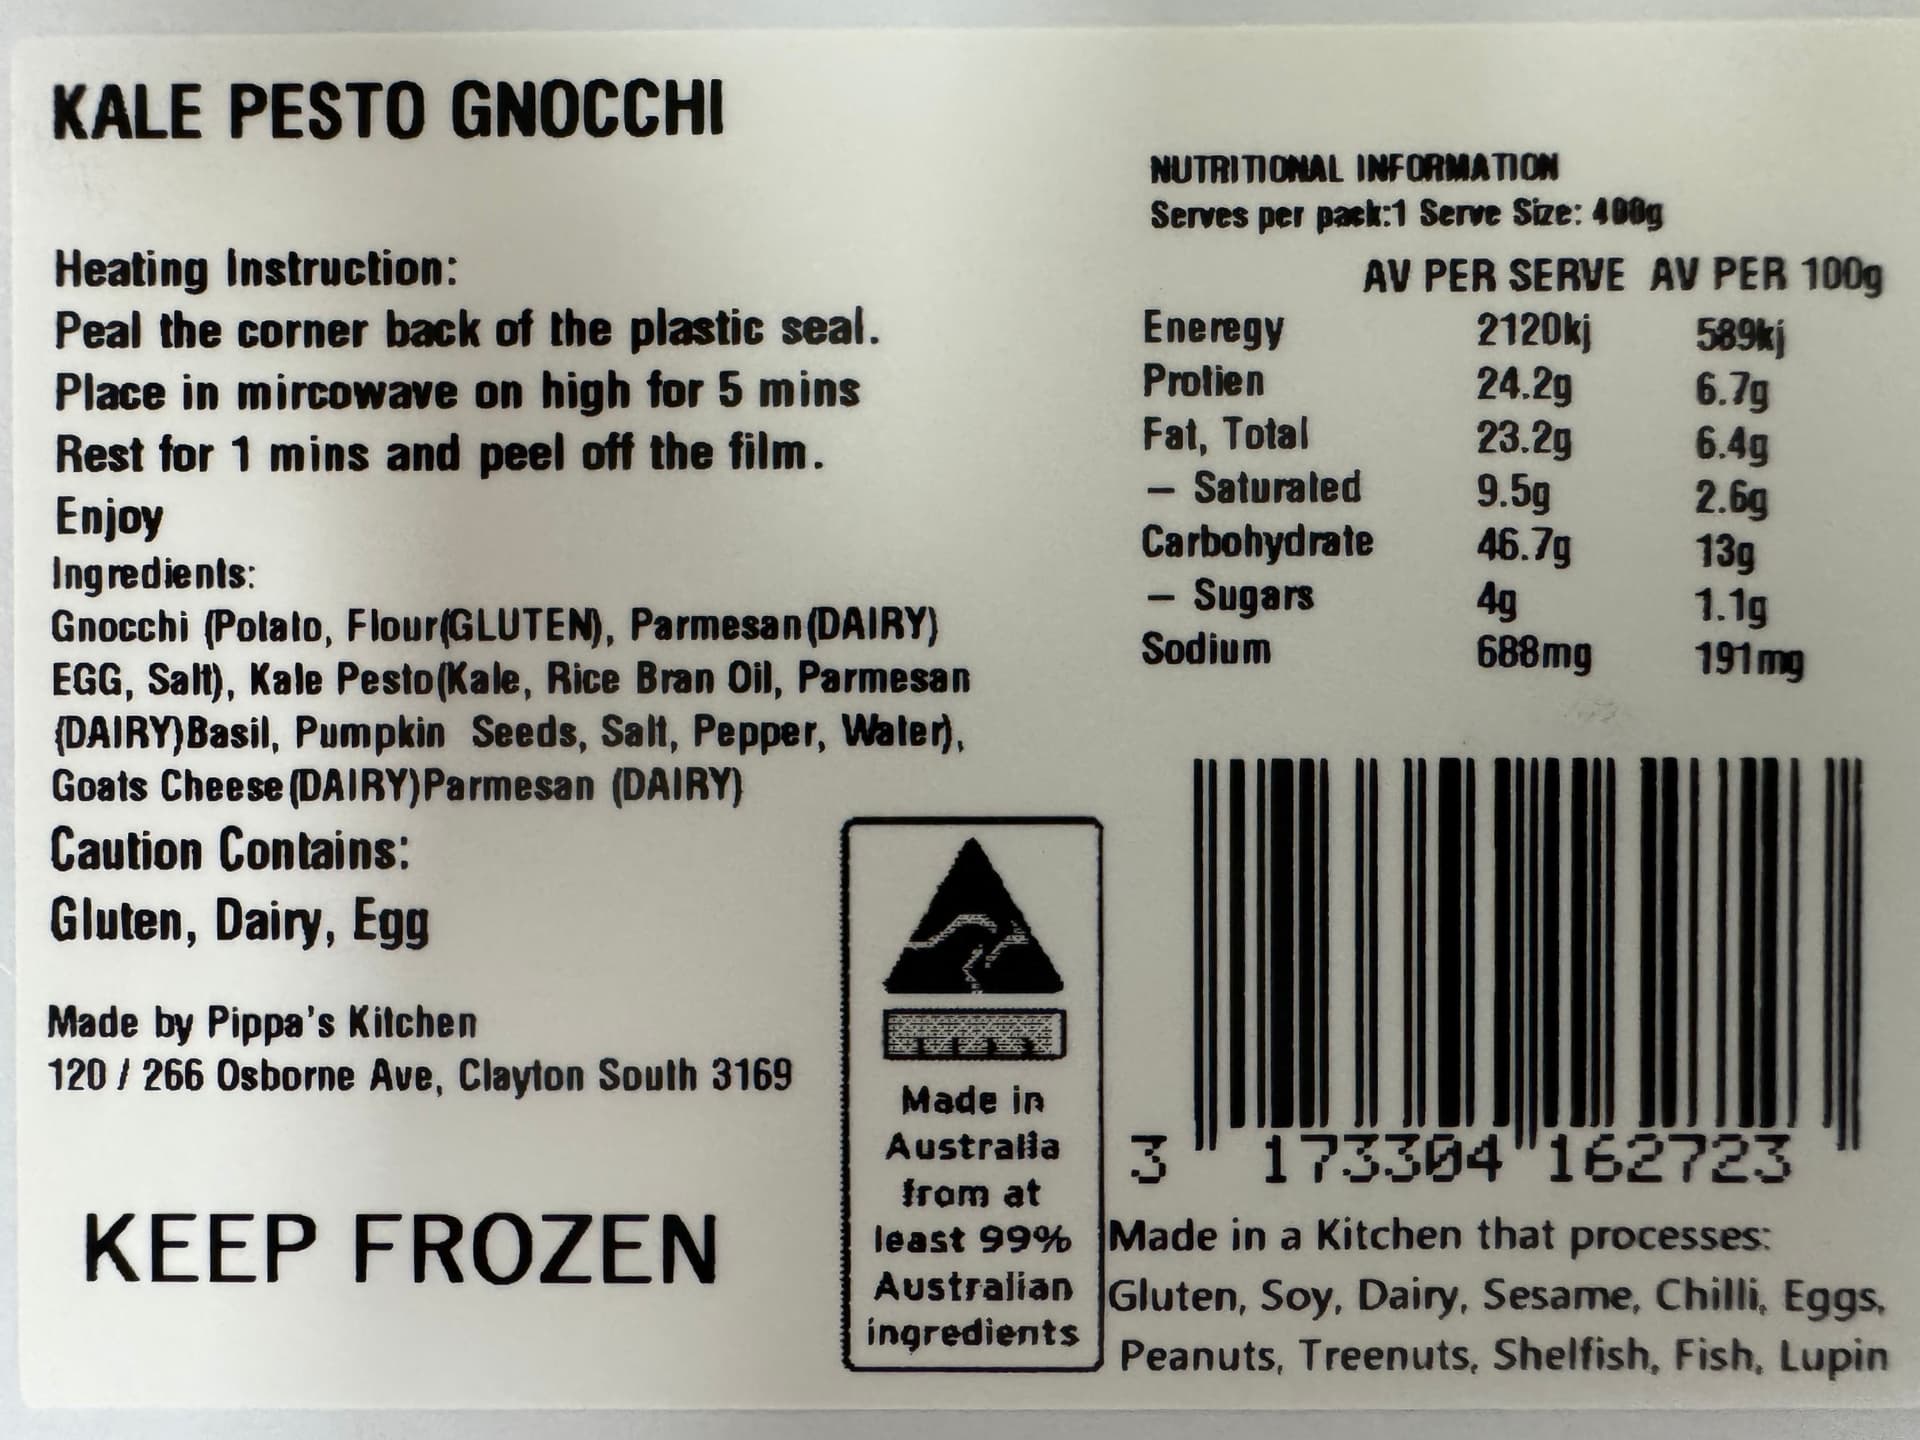 KALE PESTO GNOCCHI
Heating Instruction:
Peal the corner back of the plastic seal.
Place in mircowave on high for 5 mins
Rest for 1 mins and peel off the film.
Enjoy
Ingredients:
Gnocchi (Potato, Flour(GLUTEN), Parmesan(DAIRY)
EGG, Salt), Kale Pesto(Kale, Rice Bran Oil, Parmesan
(DAIRY)Basil, Pumpkin Seeds, Salt, Pepper, Water),
Goats Cheese(DAIRY)Parmesan (DAIRY)
Caution Contains:
Gluten, Dairy, Egg
Made by Pippa's Kitchen
120 / 266 Osborne Ave, Clayton South 3169
KEEP FROZEN
NUTRITIONAL INFORMATION
Serves per pack:1 Serve Size: 400g
AV PER SERVE AV PER 100g
Eneregy 2120kj 589kj
Protien 24.2g 6.7g
Fat, Total 23.2g 6.4g
– Saturated 9.5g 2.6g
Carbohydrate 46.7g 13g
– Sugars 4g 1.1g
Sodium 688mg 191mg
Made in
Australia
from at
least 99%
Australian
ingredients
3 173304 162723
Made in a Kitchen that processes:
Gluten, Soy, Dairy, Sesame, Chilli, Eggs,
Peanuts, Treenuts, Shelfish, Fish, Lupin